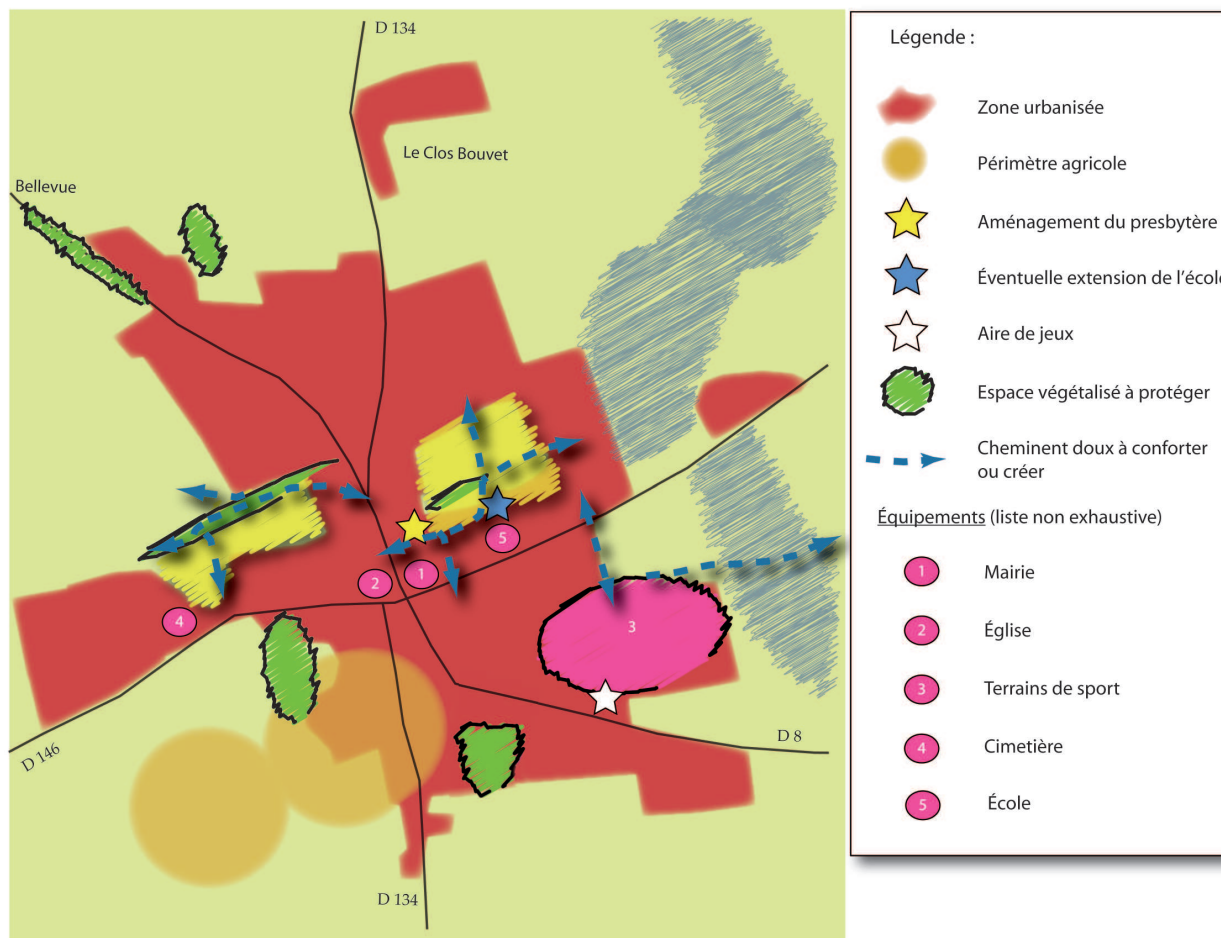 D 134
Le Clos Bouvet
Bellevue
5
1
2
4
3
D 146
D 8
D 134
Légende :
Zone urbanisée
Périmètre agricole
Aménagement du presbytère
Éventuelle extension de l'écol
Aire de jeux
Espace végétalisé à protéger
Cheminent doux à conforter
ou créer
Équipements (liste non exhaustive)
1 Mairie
2 Église
3 Terrains de sport
4 Cimetière
5 École